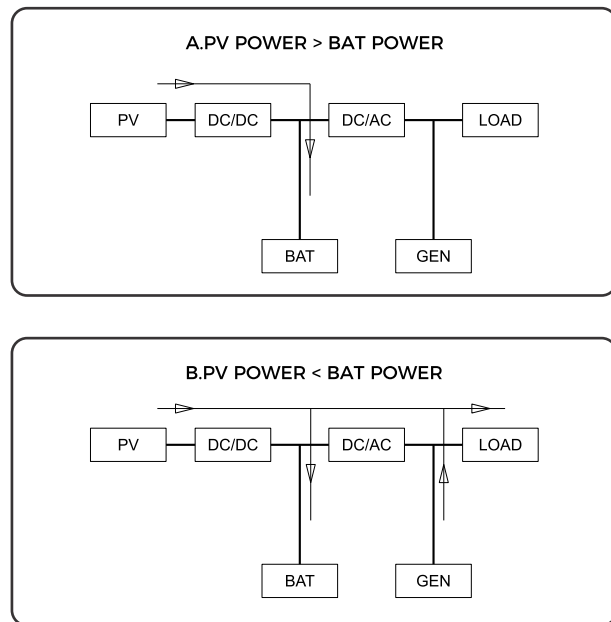 A.PV POWER > BAT POWER
PV DC/DC DC/AC LOAD
BAT GEN
B.PV POWER < BAT POWER
PV DC/DC DC/AC LOAD
BAT GEN